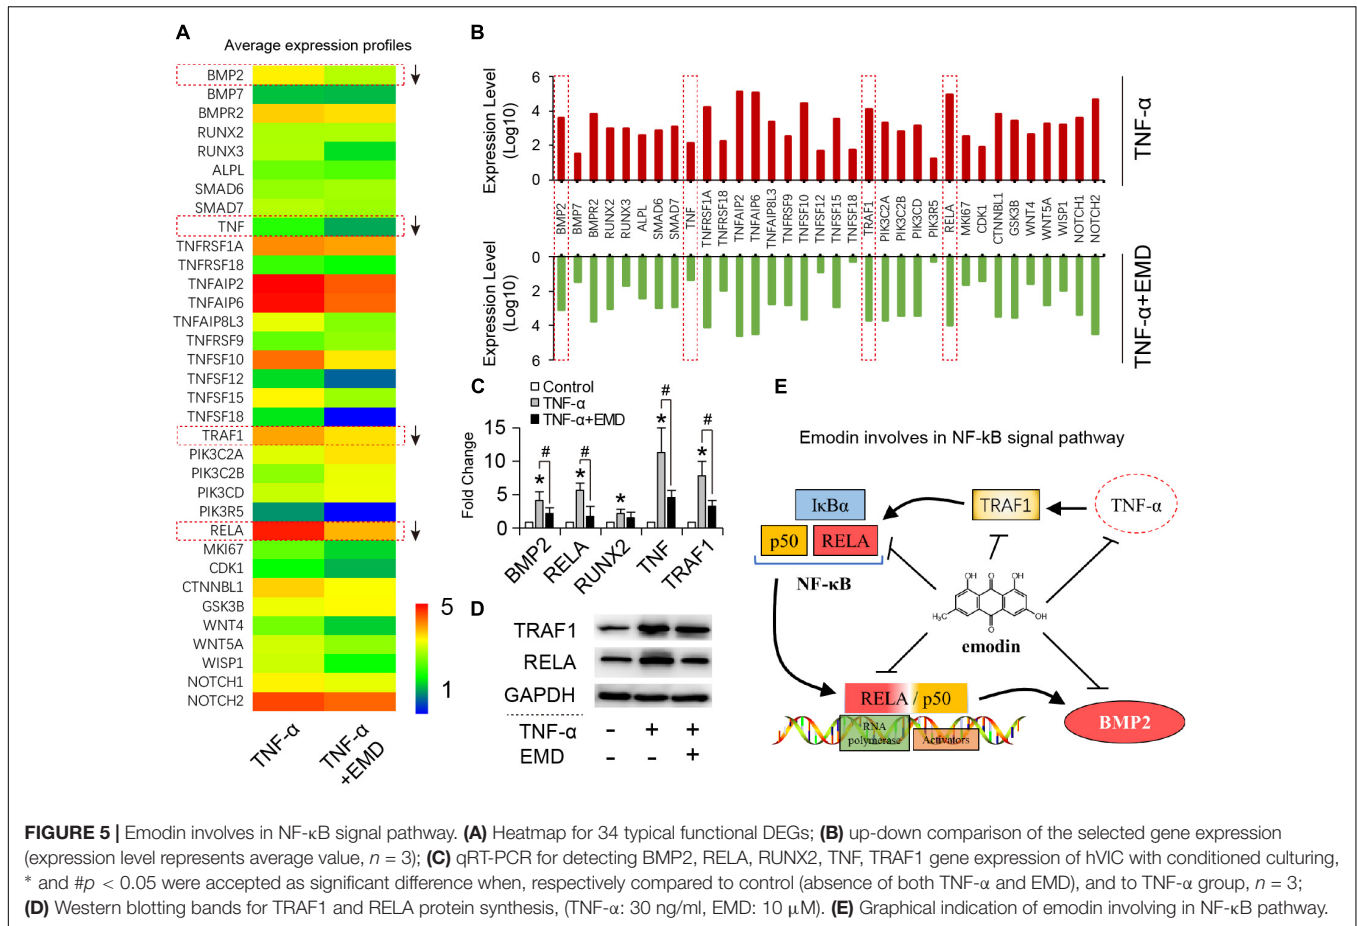 A
Average expression profiles
BMP2
BMP7
BMPR2
RUNX2
RUNX3
ALPL
SMAD6
SMAD7
TNF
TNFRSF1A
TNFRSF18
TNFAIP2
TNFAIP6
TNFAIP8L3
TNFRSF9
TNFSF10
TNFSF12
TNFSF15
TNFSF18
TRAF1
PIK3C2A
PIK3C2B
PIK3CD
PIK3R5
RELA
MKI67
CDK1
CTNNBL1
GSK3B
WNT4
WNT5A
WISP1
NOTCH1
NOTCH2
5
1
TNF-α
TNF-α
+EMD
B
Expression Level
(Log10)
6
4
2
0
TNF-α
BMP2
BMP7
BMPR2
RUNX2
RUNX3
ALPL
SMAD6
SMAD7
TNF
TNFRSF1A
TNFRSF18
TNFAIP2
TNFAIP6
TNFAIP8L3
TNFRSF9
TNFSF10
TNFSF12
TNFSF15
TNFSF18
TRAF1
PIK3C2A
PIK3C2B
PIK3CD
PIK3R5
RELA
MKI67
CDK1
CTNNBL1
GSK3B
WNT4
WNT5A
WISP1
NOTCH1
NOTCH2
Expression Level
(Log10)
0
2
4
6
TNF-α+EMD
C
Control
TNF-α
TNF-α+EMD
Fold Change
15
10
5
0
* #
* #
*
* #
* #
BMP2
RELA
RUNX2
TNF
TRAF1
D
TRAF1
RELA
GAPDH
TNF-α - + +
EMD - - +
E
Emodin involves in NF-kB signal pathway
IκBα
p50
RELA
NF-κB
TRAF1
TNF-α
OH O OH
H₃C
O
OH
emodin
RELA / p50
RNA
polymerase
Activators
BMP2
FIGURE 5 | Emodin involves in NF-κB signal pathway. (A) Heatmap for 34 typical functional DEGs; (B) up-down comparison of the selected gene expression
(expression level represents average value, n = 3); (C) qRT-PCR for detecting BMP2, RELA, RUNX2, TNF, TRAF1 gene expression of hVIC with conditioned culturing,
* and #p < 0.05 were accepted as significant difference when, respectively compared to control (absence of both TNF-α and EMD), and to TNF-α group, n = 3;
(D) Western blotting bands for TRAF1 and RELA protein synthesis, (TNF-α: 30 ng/ml, EMD: 10 μM). (E) Graphical indication of emodin involving in NF-κB pathway.